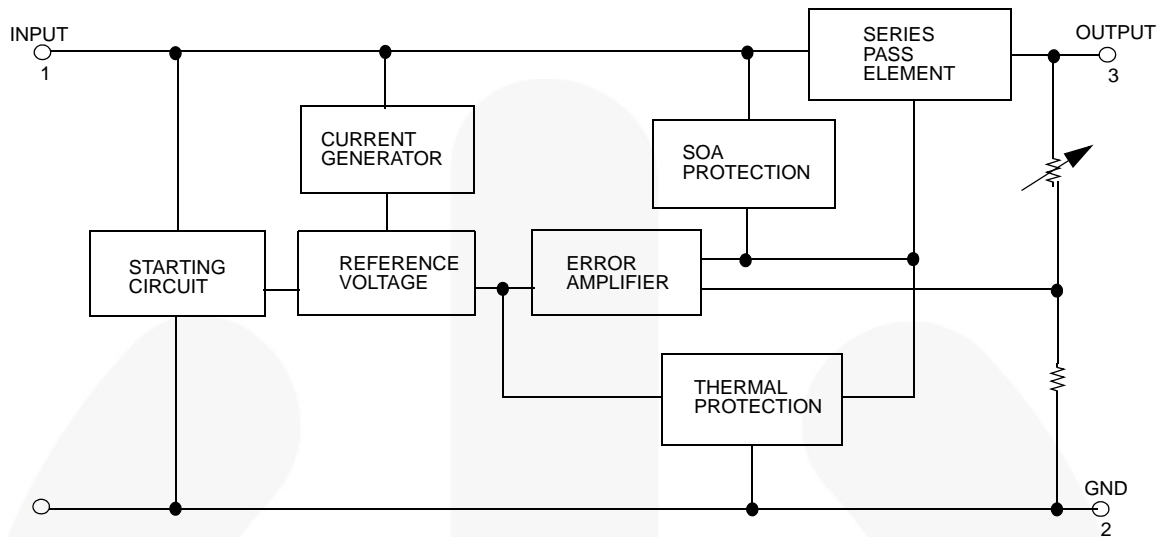 INPUT
1
SERIES
PASS
ELEMENT
OUTPUT
3
CURRENT
GENERATOR
SOA
PROTECTION
STARTING
CIRCUIT
REFERENCE
VOLTAGE
ERROR
AMPLIFIER
THERMAL
PROTECTION
GND
2